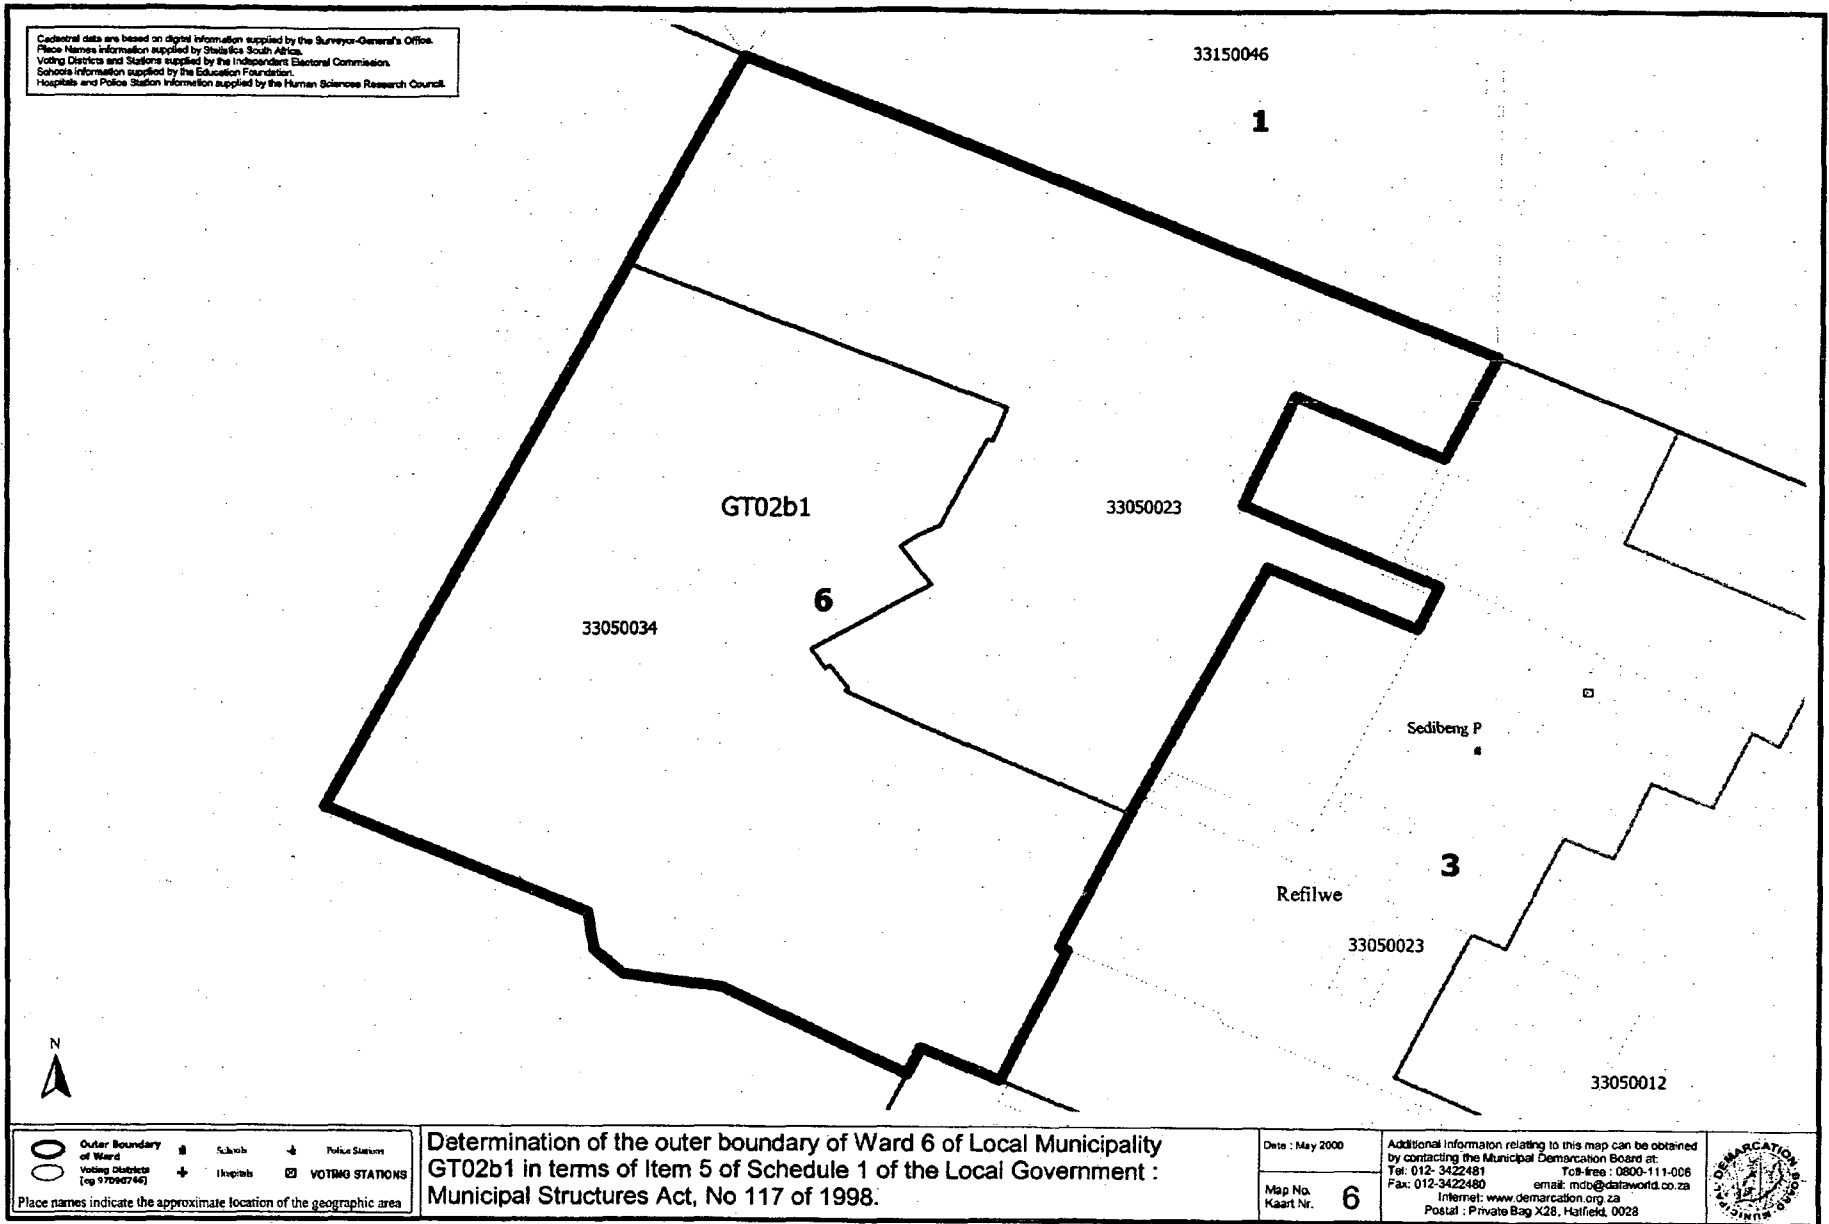 Cadastral data are based on digital information supplied by the Surveyor-General's Office.
Place Names information supplied by Statistics South Africa.
Voting Districts and Stations supplied by the Independent Electoral Commission.
Schools information supplied by the Education Foundation.
Hospitals and Police Station information supplied by the Human Sciences Research Council.
33150046
1
GT02b1
33050023
6
33050034
Sedibeng P
3
Refilwe
33050023
33050012
N
Outer Boundary
of Ward
Schools
Police Stations
Voting Districts
[eg 97090746]
Hospitals
VOTING STATIONS
Place names indicate the approximate location of the geographic area
Determination of the outer boundary of Ward 6 of Local Municipality
GT02b1 in terms of Item 5 of Schedule 1 of the Local Government :
Municipal Structures Act, No 117 of 1998.
Date : May 2000
Map No.
Kaart Nr.
6
Additional Informaton relating to this map can be obtained
by contacting the Municipal Demarcation Board at:
Tel: 012- 3422481 Toll-free : 0800-111-006
Fax: 012-3422480 email: mdb@dataworld.co.za
Internet: www.demarcation.org.za
Postal : Private Bag X28, Hatfield, 0028
MUNICIPAL DEMARCATION BOARD